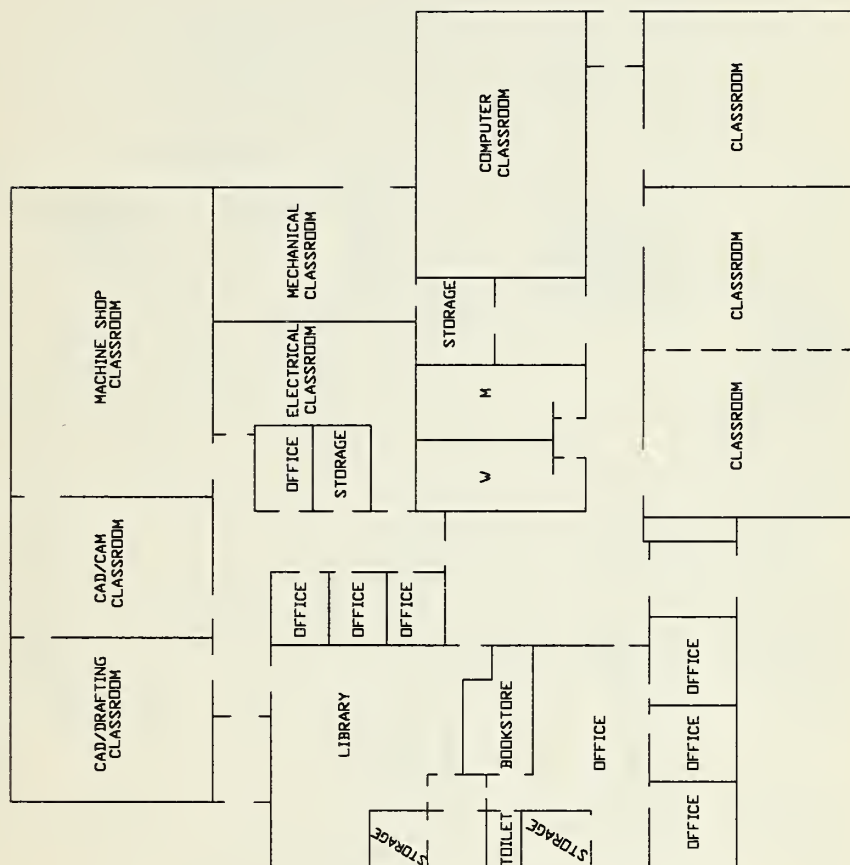 COMPUTER
CLASSROOM
CLASSROOM
MACHINE SHOP
CLASSROOM
MECHANICAL
CLASSROOM
STORAGE
CLASSROOM
ELECTRICAL
CLASSROOM
M
CLASSROOM
OFFICE
STORAGE
W
CAD/CAM
CLASSROOM
OFFICE
OFFICE
OFFICE
CAD/DRAFTING
CLASSROOM
LIBRARY
BOOKSTORE
OFFICE
OFFICE
OFFICE
STORAGE
TOILET
STORAGE
OFFICE